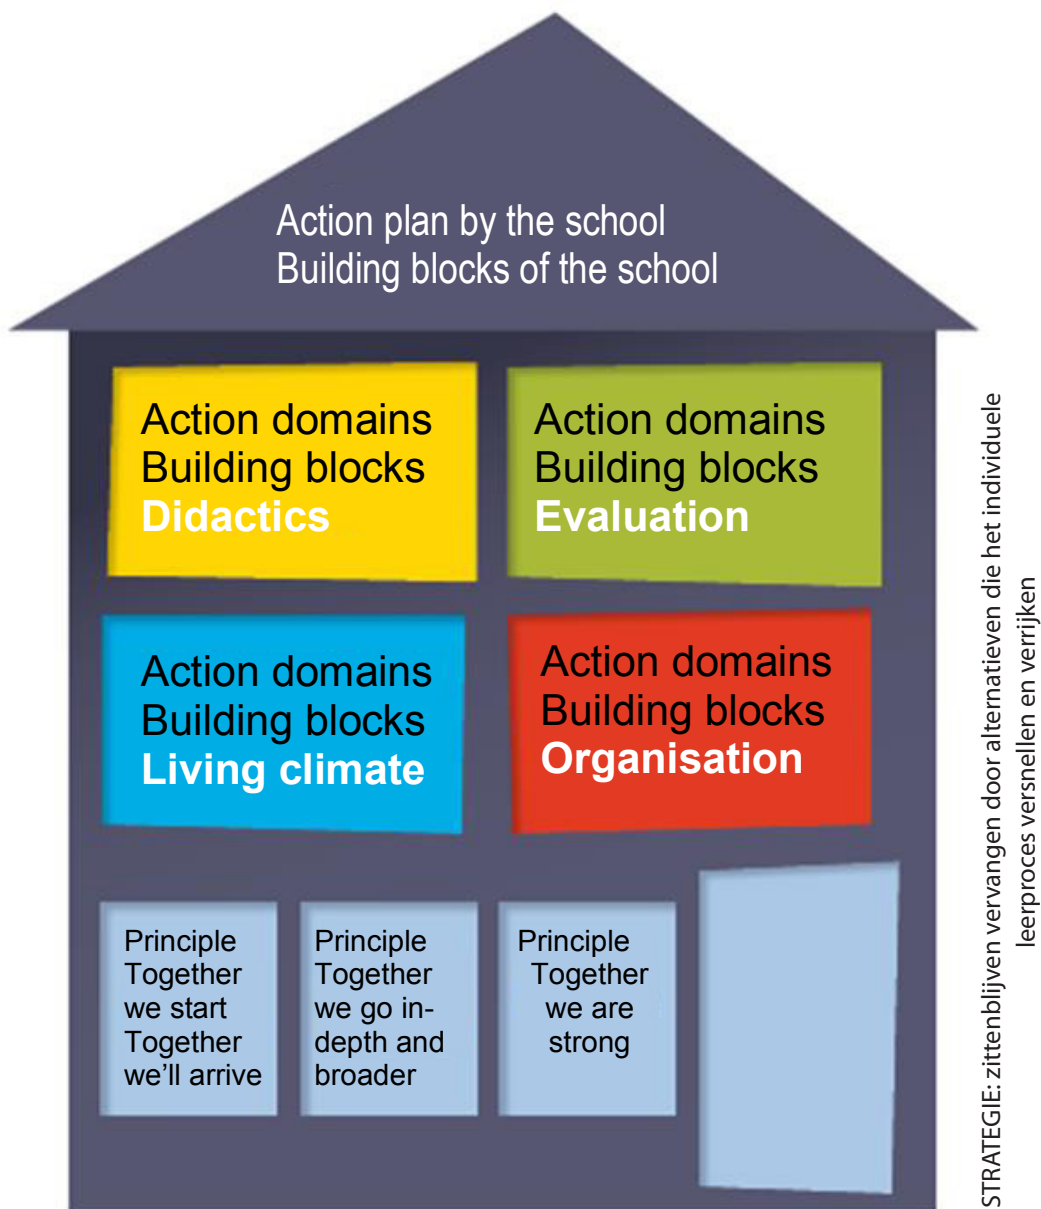 Action plan by the school
Building blocks of the school
Action domains
Building blocks
Didactics
Action domains
Building blocks
Evaluation
Action domains
Building blocks
Living climate
Action domains
Building blocks
Organisation
Principle
Together
we start
Together
we'll arrive
Principle
Together
we go in-
depth and
broader
Principle
Together
we are
strong
STRATEGIE: zittenblijven vervangen door alternatieven die het individuele
leerproces versnellen en verrijken